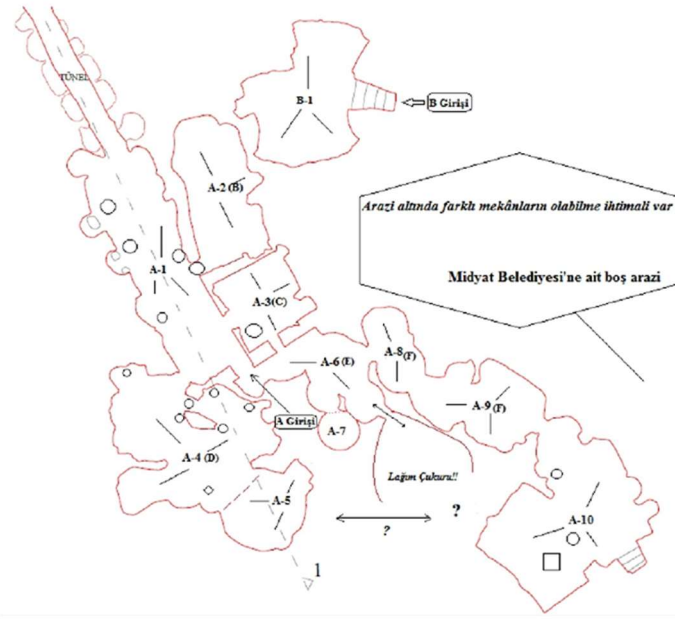 TÜNEL
B-1
B Girişi
A-2 (B)
Arazi altında farklı mekânların olabilme ihtimali var
A-1
Midyat Belediyesi'ne ait boş arazi
A-3(C)
A-8(F)
A-6 (E)
A-9 (F)
A Girişi
A-7
A-4 (D)
Lağım Çukuru!!
A-5
?
?
A-10
1